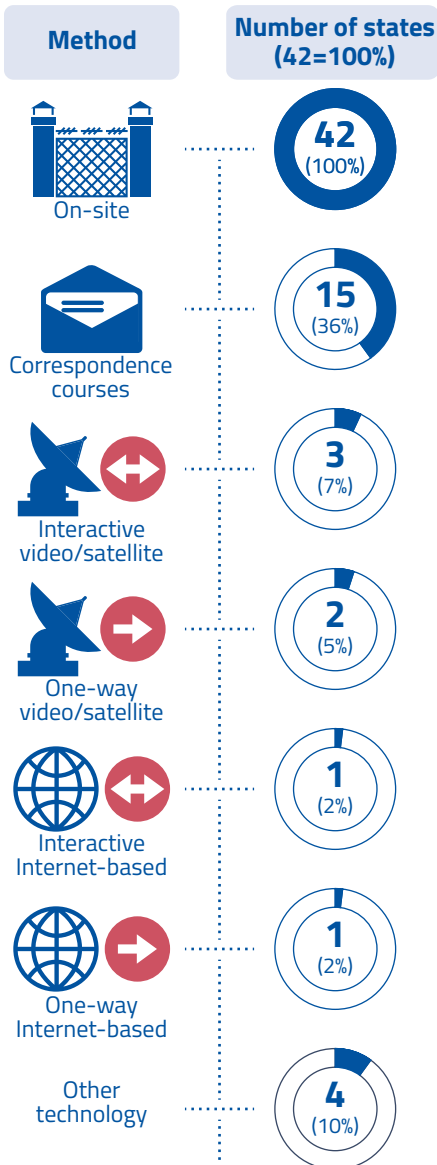 Method
Number of states
(42=100%)
On-site
42
(100%)
Correspondence
courses
15
(36%)
Interactive
video/satellite
3
(7%)
One-way
video/satellite
2
(5%)
Interactive
Internet-based
1
(2%)
One-way
Internet-based
1
(2%)
Other
technology
4
(10%)